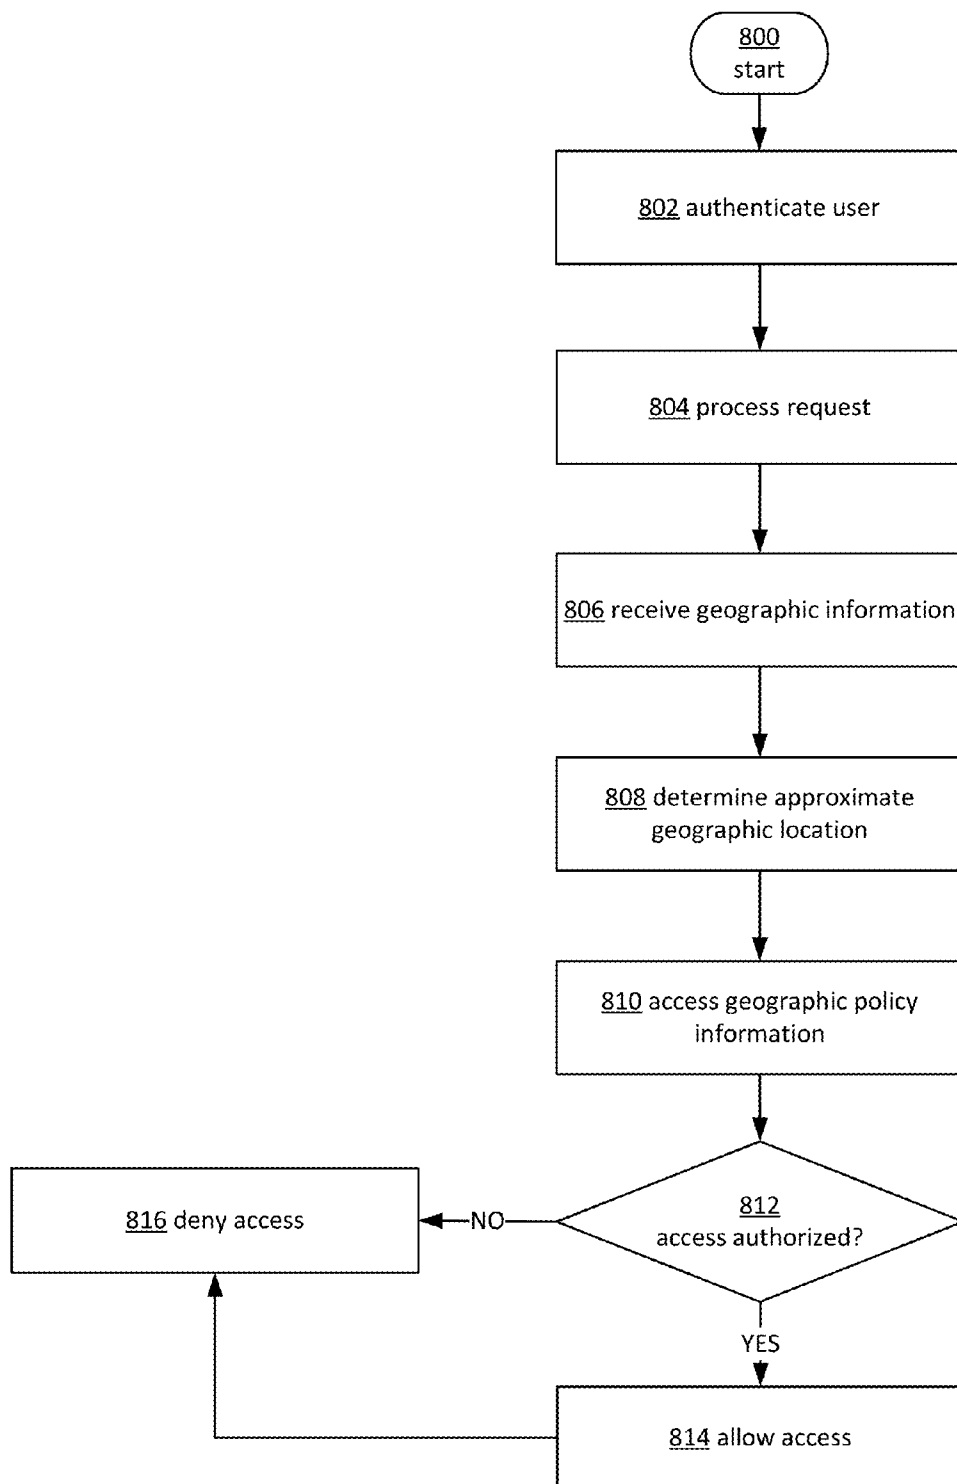 800
start
802 authenticate user
804 process request
806 receive geographic information
808 determine approximate
geographic location
810 access geographic policy
information
812
access authorized?
NO
816 deny access
YES
814 allow access